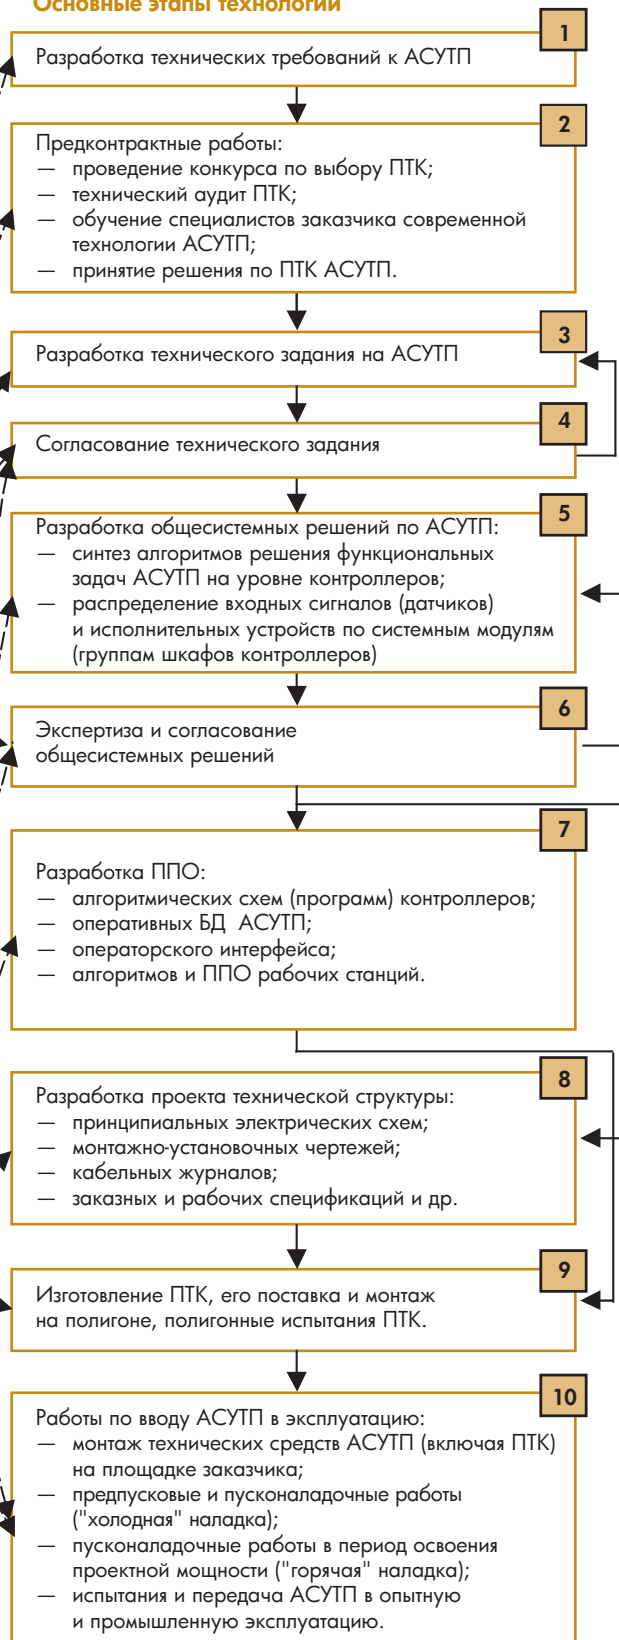 Основные этапы технологии
1
Разработка технических требований к АСУТП
2
Предконтрактные работы:
— проведение конкурса по выбору ПТК;
— технический аудит ПТК;
— обучение специалистов заказчика современной
технологии АСУТП;
— принятие решения по ПТК АСУТП.
3
Разработка технического задания на АСУТП
4
Согласование технического задания
5
Разработка общесистемных решений по АСУТП:
— синтез алгоритмов решения функциональных
задач АСУТП на уровне контроллеров;
— распределение входных сигналов (датчиков)
и исполнительных устройств по системным модулям
(группам шкафов контроллеров)
6
Экспертиза и согласование
общесистемных решений
7
Разработка ППО:
— алгоритмических схем (программ) контроллеров;
— оперативных БД АСУТП;
— операторского интерфейса;
— алгоритмов и ППО рабочих станций.
8
Разработка проекта технической структуры:
— принципиальных электрических схем;
— монтажно-установочных чертежей;
— кабельных журналов;
— заказных и рабочих спецификаций и др.
9
Изготовление ПТК, его поставка и монтаж
на полигоне, полигонные испытания ПТК.
10
Работы по вводу АСУТП в эксплуатацию:
— монтаж технических средств АСУТП (включая ПТК)
на площадке заказчика;
— предпусковые и пусконаладочные работы
("холодная" наладка);
— пусконаладочные работы в период освоения
проектной мощности ("горячая" наладка);
— испытания и передача АСУТП в опытную
и промышленную эксплуатацию.